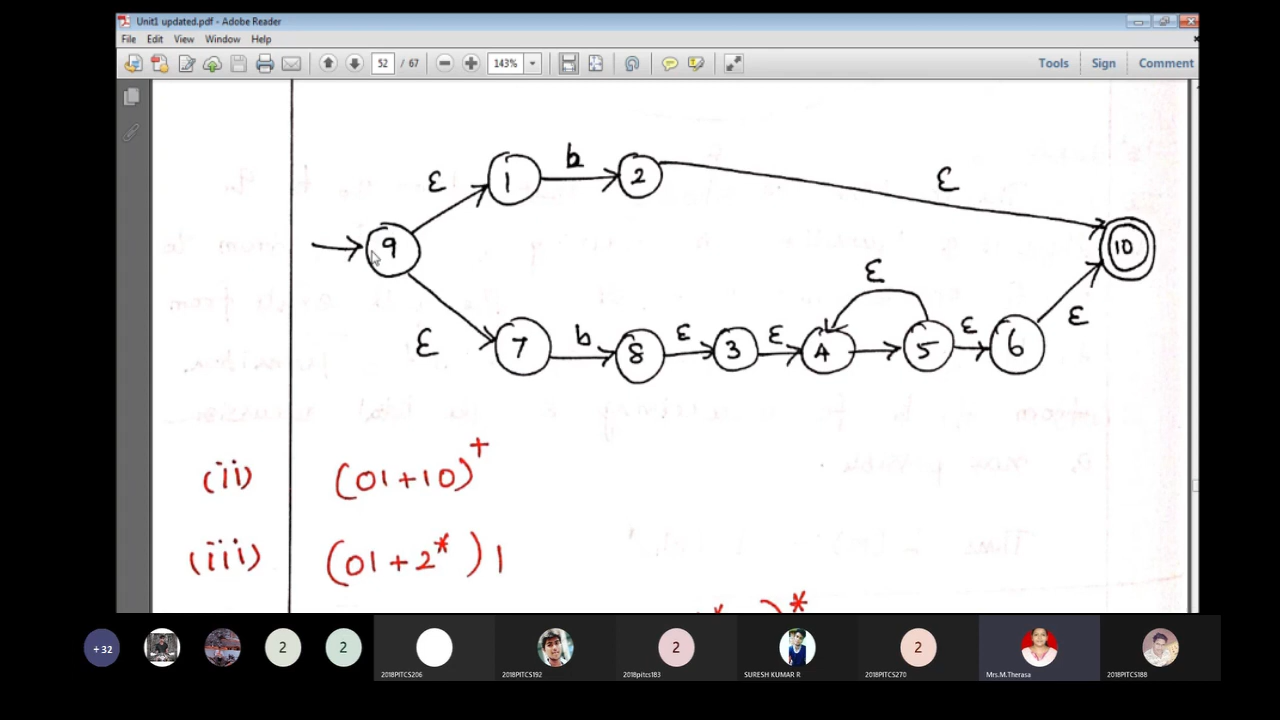 Unit1 updated.pdf - Adobe Reader
File Edit View Window Help
52 / 67 143% Tools Sign Comment
ε 1 b 2 ε
9 10
ε 7 b 8 ε 3 ε 4 ε 5 ε 6 ε
(ii) (01+10)⁺
(iii) (01+2*)1
)*
+32 2 2 2 2
2018PITCS206 2018PITCS192 2018pitcs183 SURESH KUMAR R 2018PITCS270 Mrs.M.Therasa 2018PITCS188